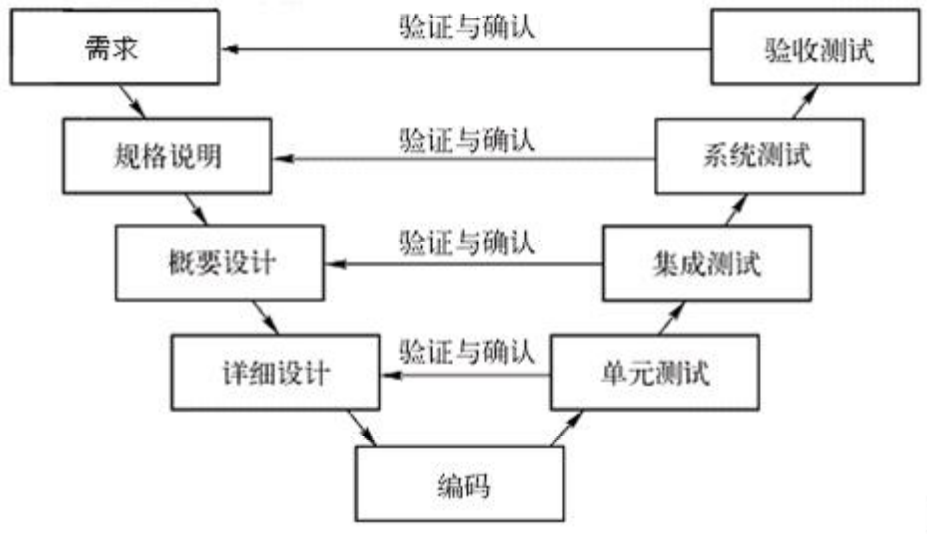 需求
验证与确认
验收测试
规格说明
验证与确认
系统测试
概要设计
验证与确认
集成测试
详细设计
验证与确认
单元测试
编码